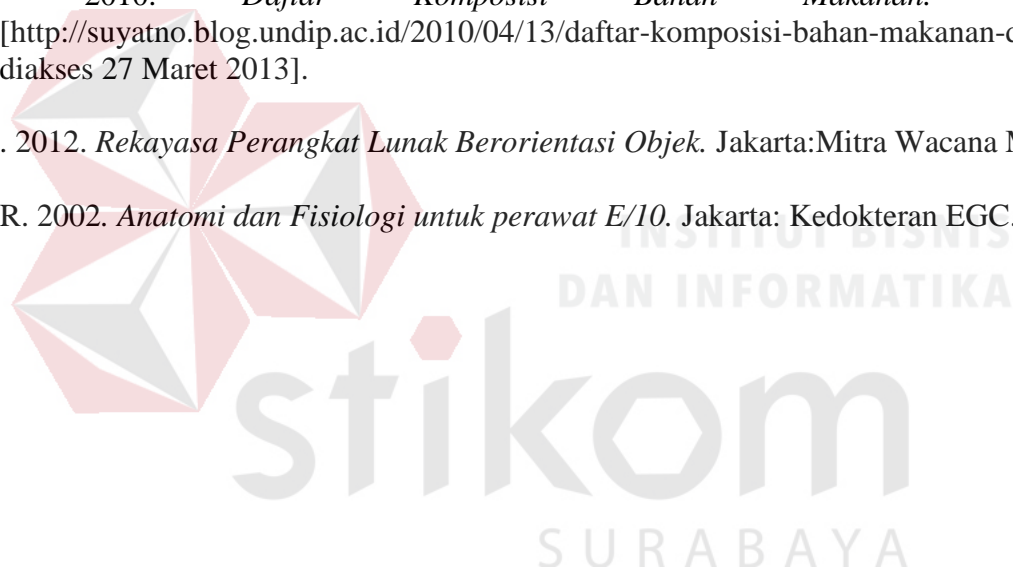 2010. Daftar Komposisi Bahan Makanan.
[http://suyatno.blog.undip.ac.id/2010/04/13/daftar-komposisi-bahan-makanan-
diakses 27 Maret 2013].
. 2012. Rekayasa Perangkat Lunak Berorientasi Objek. Jakarta:Mitra Wacana
R. 2002. Anatomi dan Fisiologi untuk perawat E/10. Jakarta: Kedokteran EGC.
INSTITUT BISNIS
DAN INFORMATIKA
stikom
SURABAYA